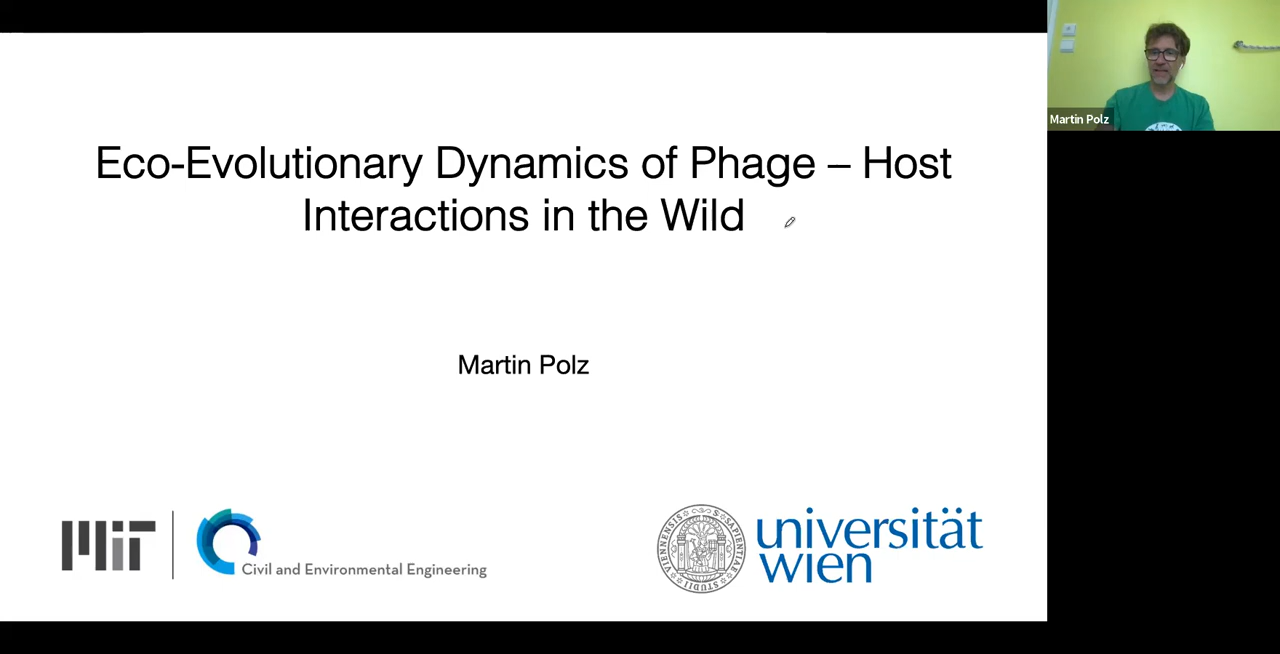 Eco-Evolutionary Dynamics of Phage – Host
Interactions in the Wild
Martin Polz
MIT
Civil and Environmental Engineering
universität
wien
Martin Polz